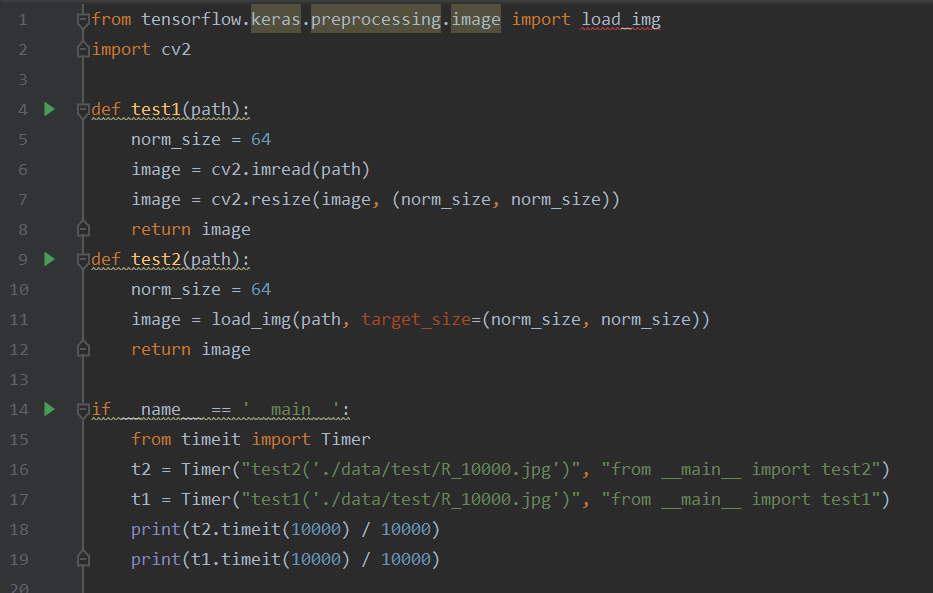 1 from tensorflow.keras.preprocessing.image import load_img
2 import cv2
3
4 def test1(path):
5 norm_size = 64
6 image = cv2.imread(path)
7 image = cv2.resize(image, (norm_size, norm_size))
8 return image
9 def test2(path):
10 norm_size = 64
11 image = load_img(path, target_size=(norm_size, norm_size))
12 return image
13
14 if __name__ == '__main__':
15 from timeit import Timer
16 t2 = Timer("test2('./data/test/R_10000.jpg')", "from __main__ import test2")
17 t1 = Timer("test1('./data/test/R_10000.jpg')", "from __main__ import test1")
18 print(t2.timeit(10000) / 10000)
19 print(t1.timeit(10000) / 10000)
20